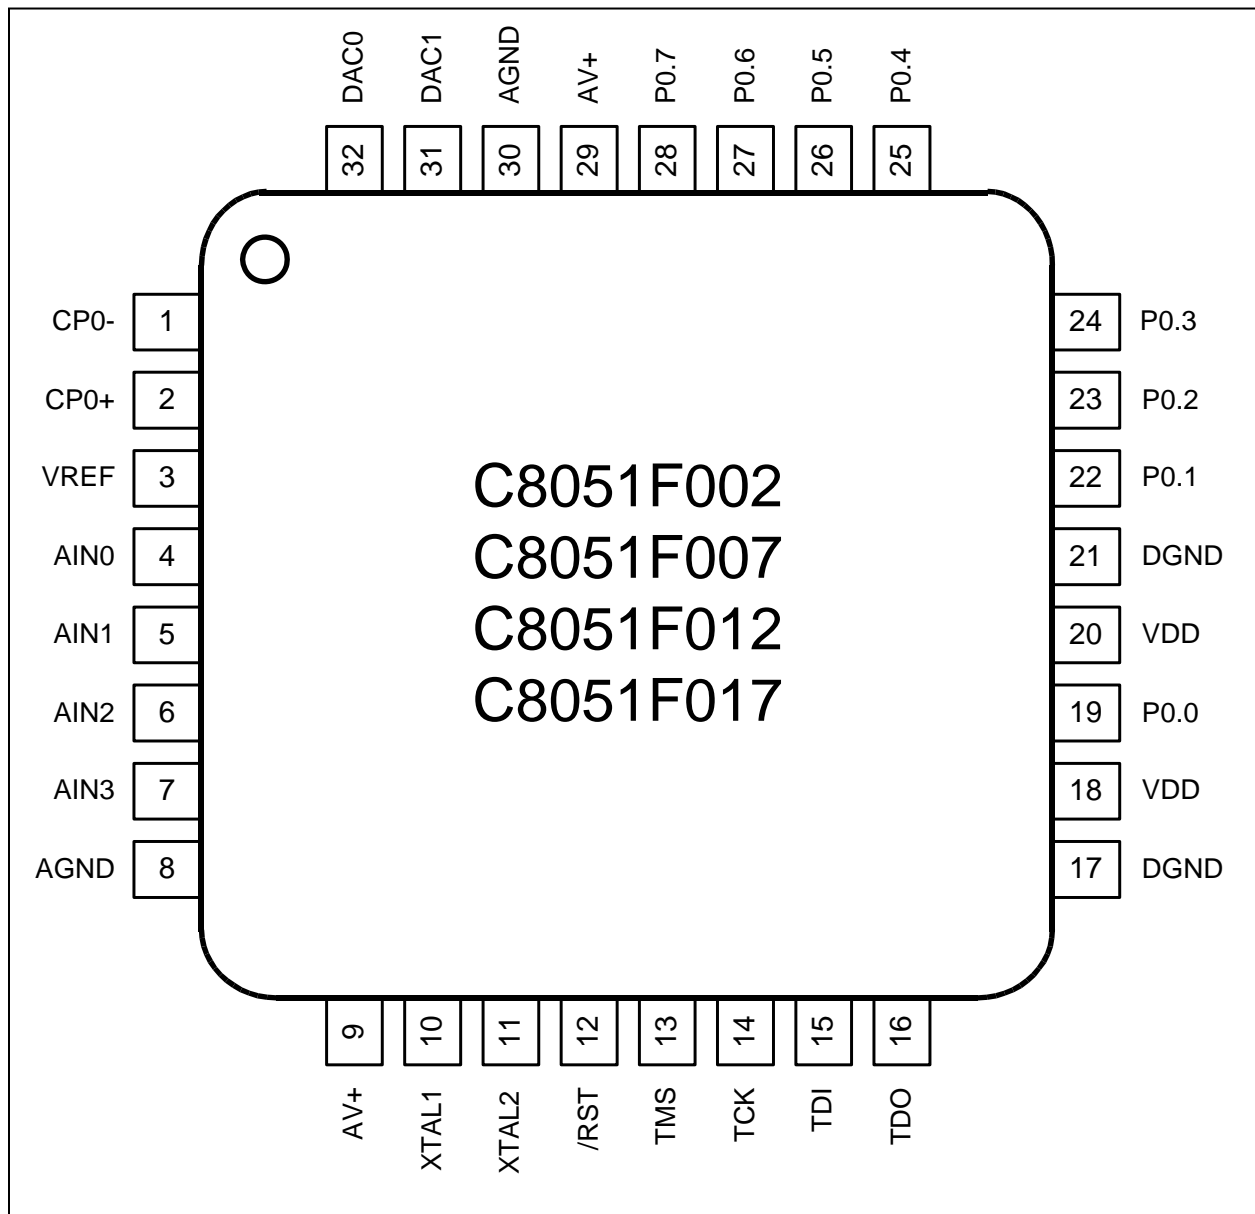 DAC0 DAC1 AGND AV+ P0.7 P0.6 P0.5 P0.4
32 31 30 29 28 27 26 25
CP0- 1 24 P0.3
CP0+ 2 23 P0.2
VREF 3 22 P0.1
C8051F002
AIN0 4 21 DGND
C8051F007
AIN1 5 20 VDD
C8051F012
AIN2 6 19 P0.0
C8051F017
AIN3 7 18 VDD
AGND 8 17 DGND
9 10 11 12 13 14 15 16
AV+ XTAL1 XTAL2 /RST TMS TCK TDI TDO